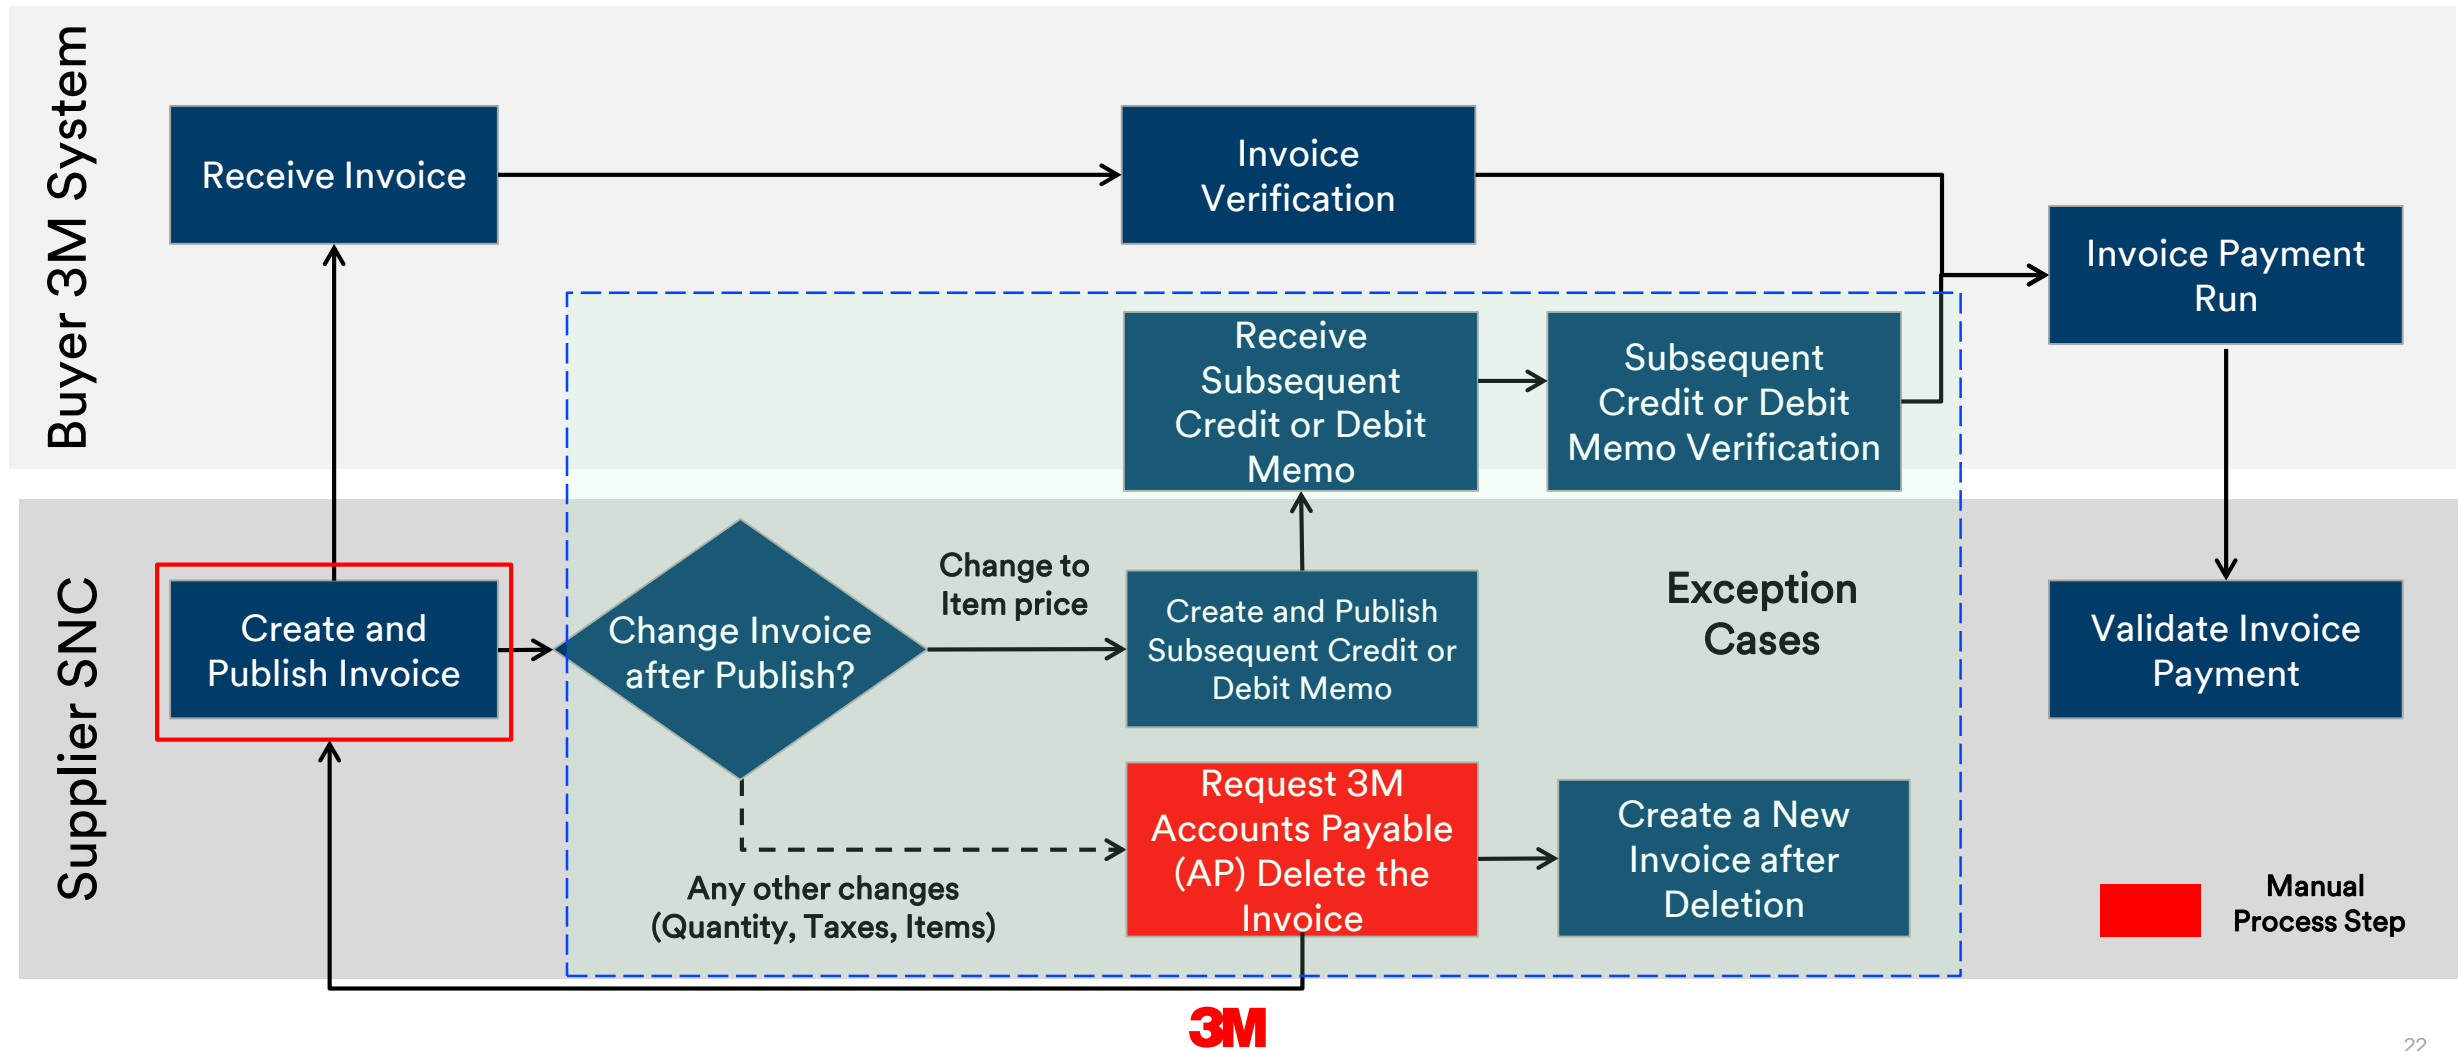 Buyer 3M System
Receive Invoice
Invoice
Verification
Invoice Payment
Run
Receive
Subsequent
Credit or Debit
Memo
Subsequent
Credit or Debit
Memo Verification
Supplier SNC
Create and
Publish Invoice
Change Invoice
after Publish?
Change to
Item price
Create and Publish
Subsequent Credit or
Debit Memo
Exception
Cases
Validate Invoice
Payment
Any other changes
(Quantity, Taxes, Items)
Request 3M
Accounts Payable
(AP) Delete the
Invoice
Create a New
Invoice after
Deletion
Manual
Process Step
3M
22